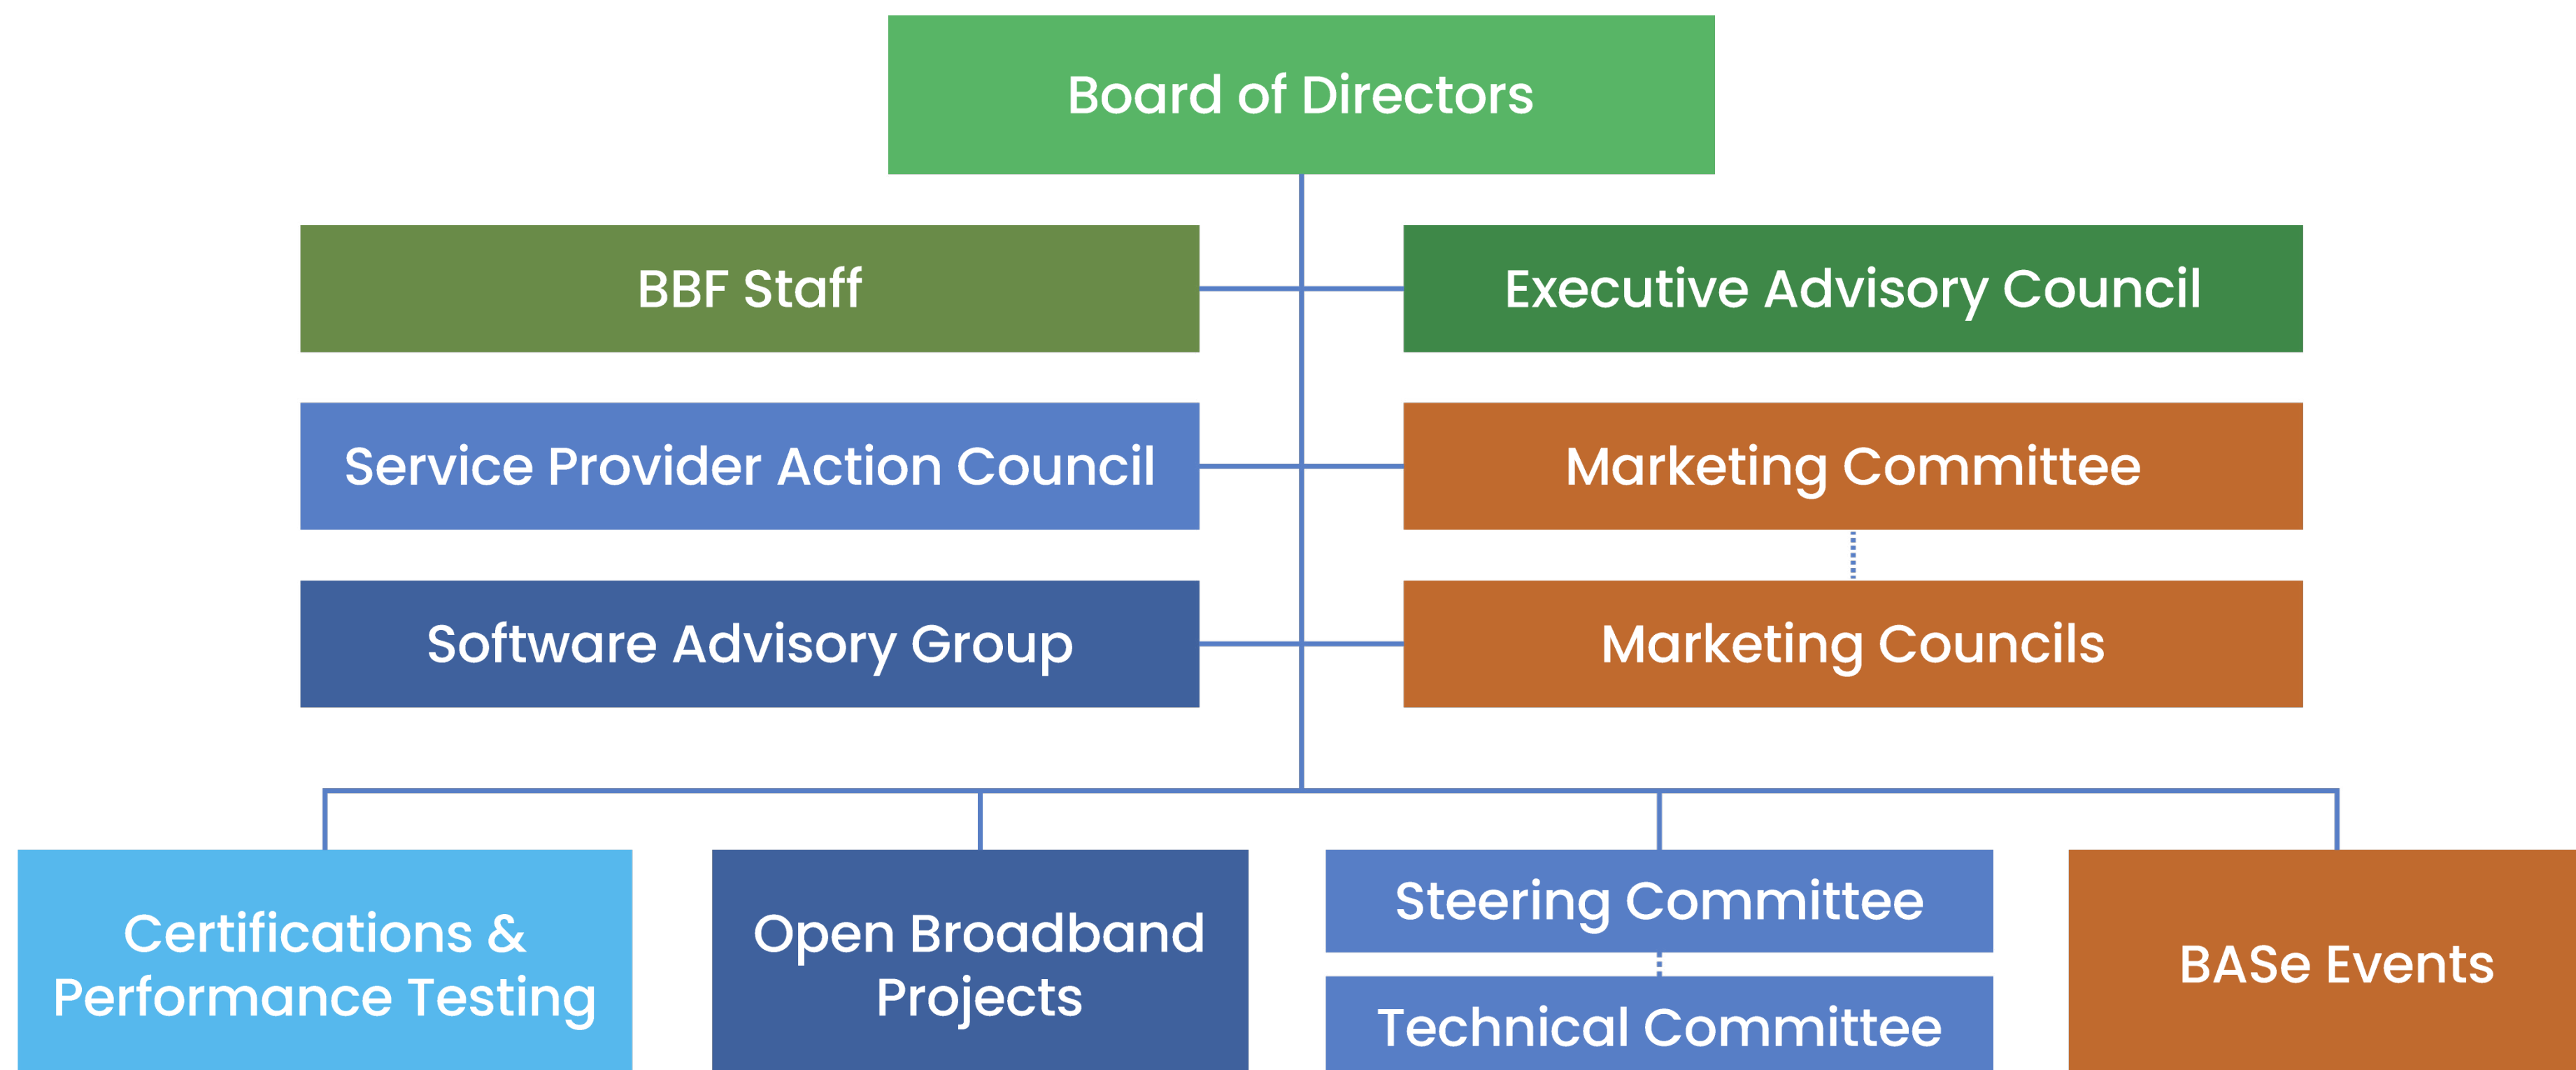 Board of Directors
BBF Staff
Executive Advisory Council
Service Provider Action Council
Marketing Committee
Software Advisory Group
Marketing Councils
Certifications &
Performance Testing
Open Broadband
Projects
Steering Committee
Technical Committee
BASe Events